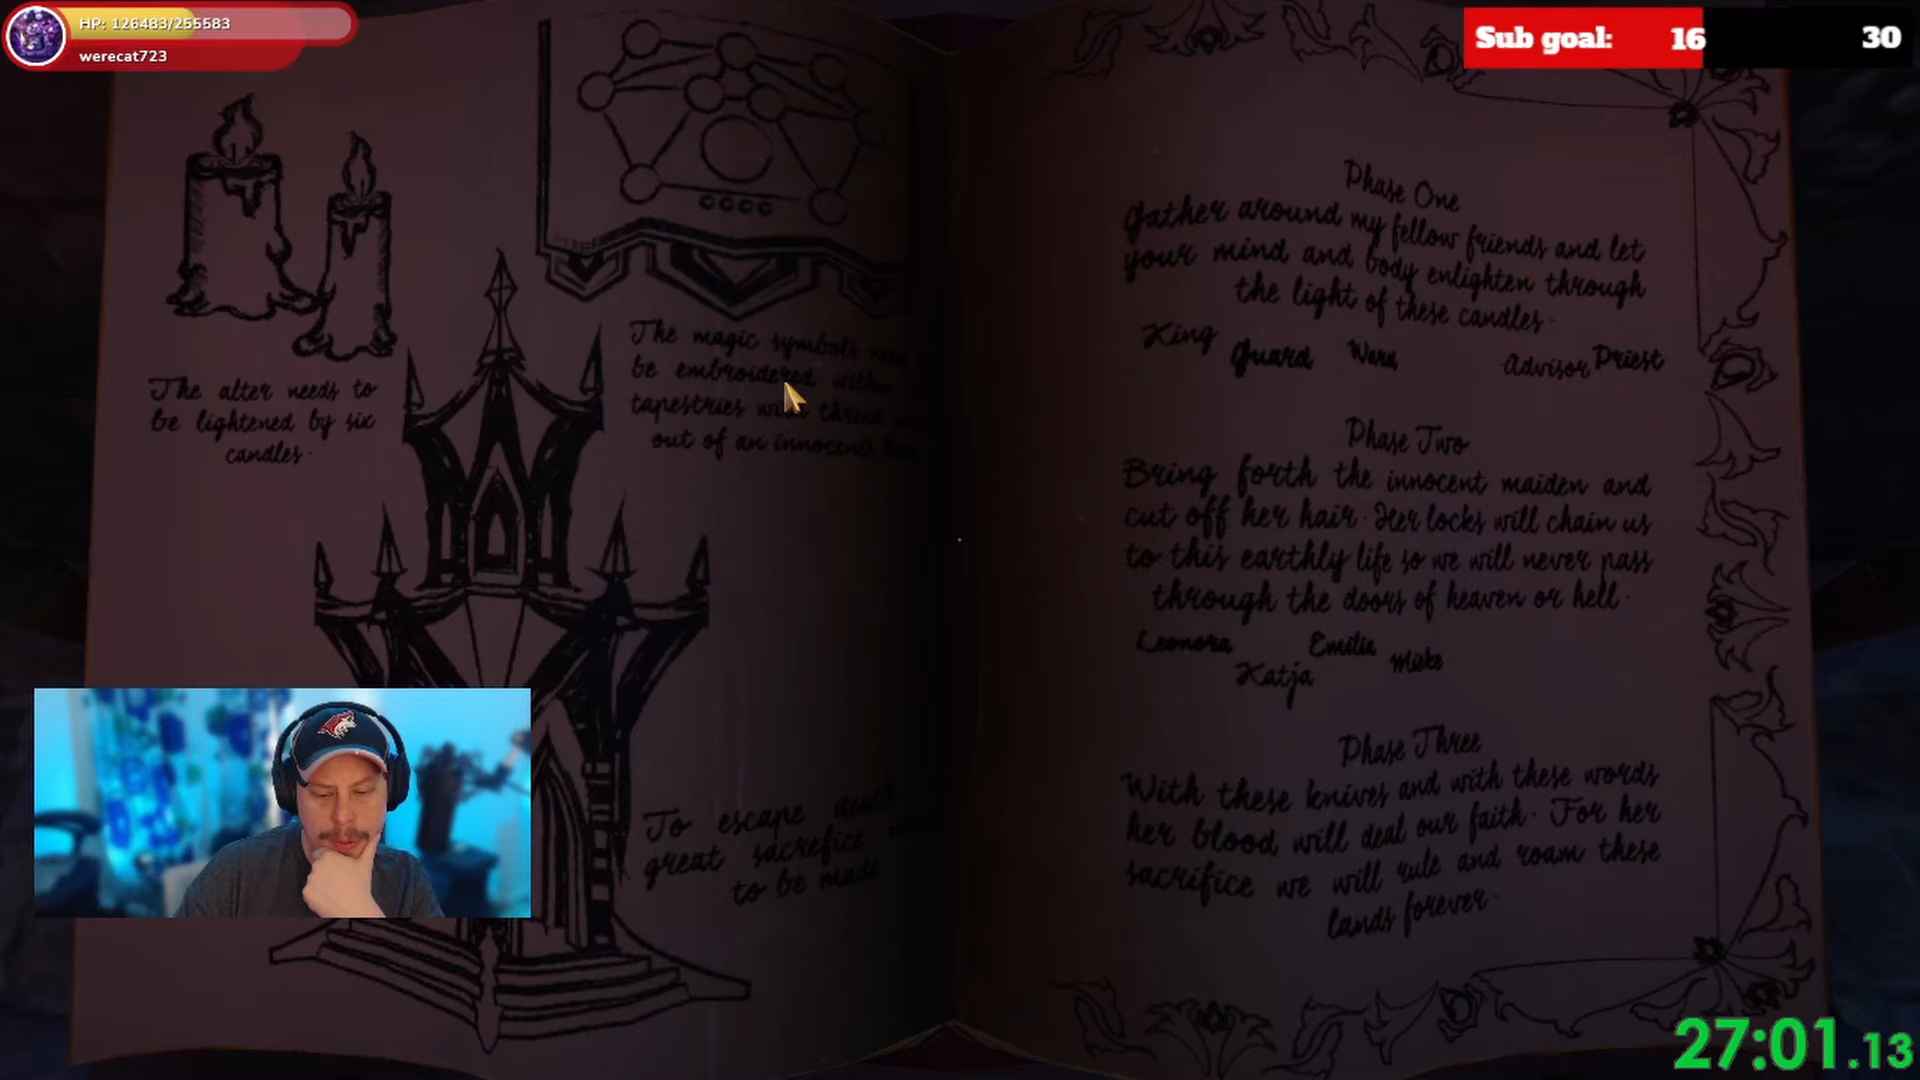 HP: 126483/255583
werecat723
Sub goal: 16 30
The alter needs to
be lightened by six
candles.
The magic symbols
be embroidered
tapestries thread
out of an innocents
To escape death
great sacrefice
to be made
Phase One
Gather around my fellow friends and let
your mind and body enlighten through
the light of these candles.
King Guard Ward Advisor Priest
Phase Two
Bring forth the innocent maiden and
cut off her hair. Her locks will chain us
to this earthly life so we will never pass
through the doors of heaven or hell.
Leonora Katja Emilia Mieke
Phase Three
With these knives and with these words
her blood will deal our faith. For her
sacrifice we will rule and roam these
lands forever.
27:01.13